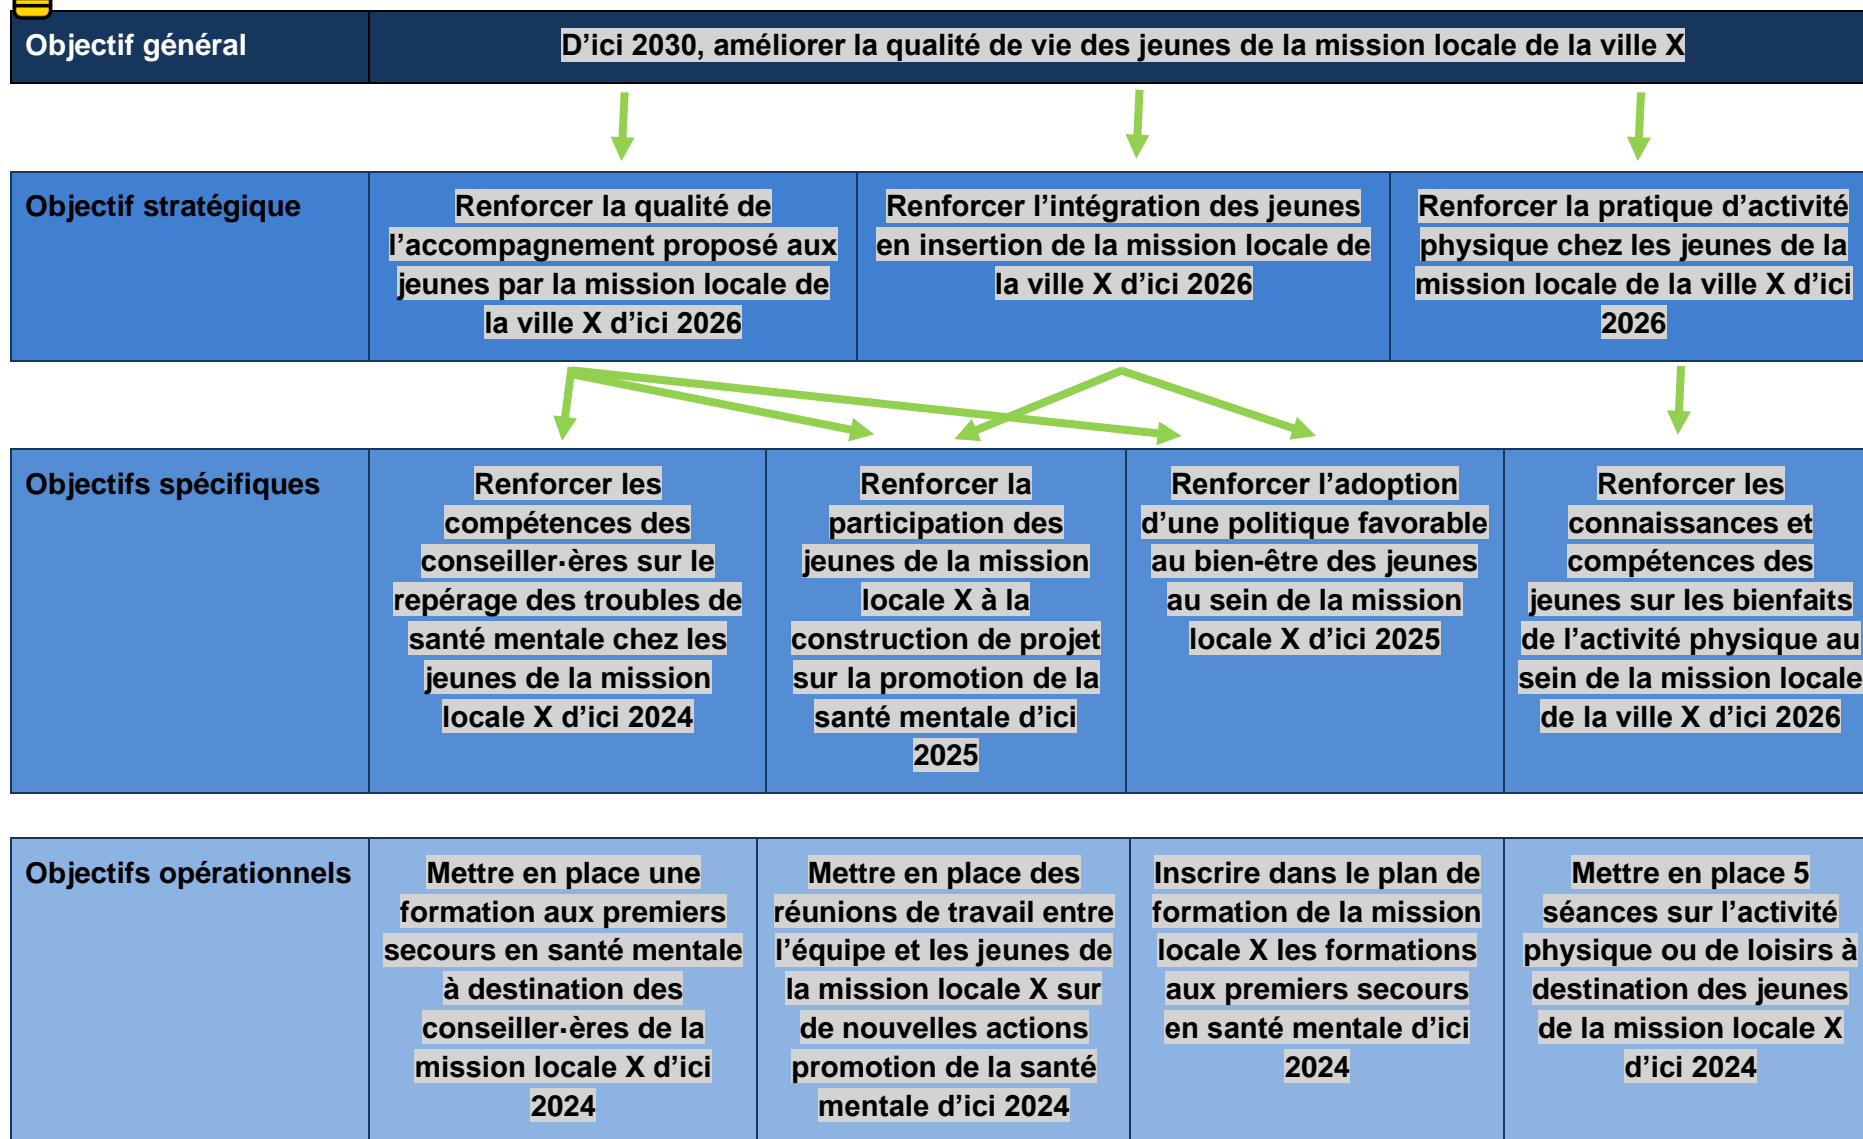 Objectif général
D’ici 2030, améliorer la qualité de vie des jeunes de la mission locale de la ville X
Objectif stratégique
Renforcer la qualité de
l’accompagnement proposé aux
jeunes par la mission locale de
la ville X d’ici 2026
Renforcer l’intégration des jeunes
en insertion de la mission locale de
la ville X d’ici 2026
Renforcer la pratique d’activité
physique chez les jeunes de la
mission locale de la ville X d’ici
2026
Objectifs spécifiques
Renforcer les
compétences des
conseiller·ères sur le
repérage des troubles de
santé mentale chez les
jeunes de la mission
locale X d’ici 2024
Renforcer la
participation des
jeunes de la mission
locale X à la
construction de projet
sur la promotion de la
santé mentale d’ici
2025
Renforcer l’adoption
d’une politique favorable
au bien-être des jeunes
au sein de la mission
locale X d’ici 2025
Renforcer les
connaissances et
compétences des
jeunes sur les bienfaits
de l’activité physique au
sein de la mission locale
de la ville X d’ici 2026
Objectifs opérationnels
Mettre en place une
formation aux premiers
secours en santé mentale
à destination des
conseiller·ères de la
mission locale X d’ici
2024
Mettre en place des
réunions de travail entre
l’équipe et les jeunes de
la mission locale X sur
de nouvelles actions
promotion de la santé
mentale d’ici 2024
Inscrire dans le plan de
formation de la mission
locale X les formations
aux premiers secours
en santé mentale d’ici
2024
Mettre en place 5
séances sur l’activité
physique ou de loisirs à
destination des jeunes
de la mission locale X
d’ici 2024